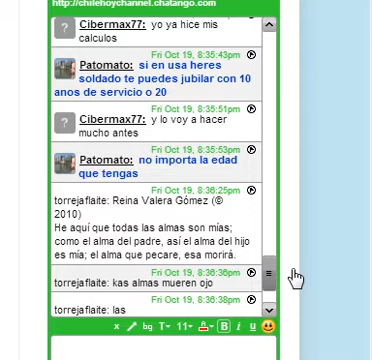 http://chilehoychannel.chatango.com
Cibermax77: yo ya hice mis
calculos
Fri Oct 19, 8:35:43pm
Patomato: si en usa heres
soldado te puedes jubilar con 10
anos de servicio o 20
Fri Oct 19, 8:35:51pm
Cibermax77: y lo voy a hacer
mucho antes
Fri Oct 19, 8:35:53pm
Patomato: no importa la edad
que tengas
Fri Oct 19, 8:36:25pm
torrejaflaite: Reina Valera Gómez (©
2010)
He aquí que todas las almas son mías;
como el alma del padre, así el alma del hijo
es mía; el alma que pecare, esa morirá.
Fri Oct 19, 8:36:36pm
torrejaflaite: kas almas mueren ojo
Fri Oct 19, 8:36:38pm
torrejaflaite: las
x bg T 11 A B i u